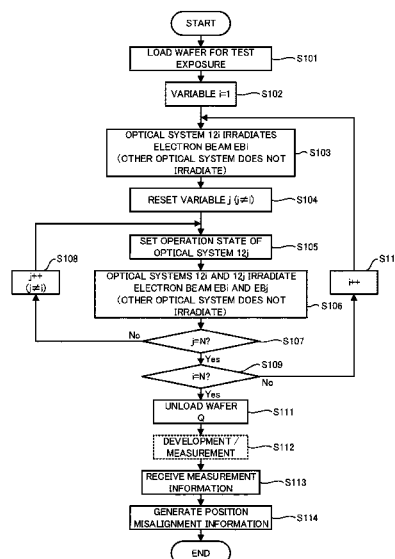 START
LOAD WAFER FOR TEST
EXPOSURE
S101
VARIABLE i=1
S102
OPTICAL SYSTEM 12i IRRADIATES
ELECTRON BEAM EBi
(OTHER OPTICAL SYSTEM DOES NOT
IRRADIATE)
S103
RESET VARIABLE j (j≠i)
S104
S108
j++
(j≠i)
SET OPERATION STATE OF
OPTICAL SYSTEM 12j
S105
S11
i++
OPTICAL SYSTEMS 12i AND 12j IRRADIATE
ELECTRON BEAM EBi AND EBj
(OTHER OPTICAL SYSTEM DOES NOT
IRRADIATE)
S106
No
j=N?
S107
Yes
i=N?
S109
No
Yes
UNLOAD WAFER
Q
S111
DEVELOPMENT /
MEASUREMENT
S112
RECEIVE MEASUREMENT
INFORMATION
S113
GENERATE POSITION
MISALIGNMENT INFORMATION
S114
END